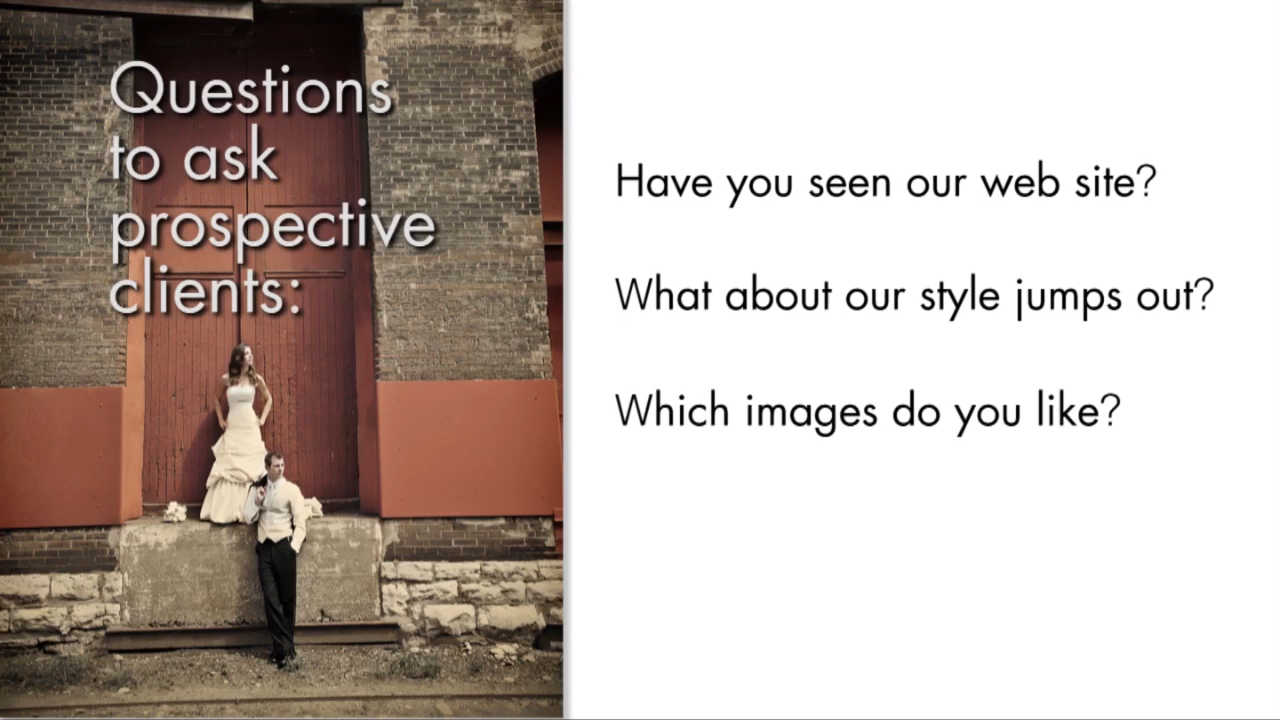 Questions
to ask
prospective
clients:
Have you seen our web site?
What about our style jumps out?
Which images do you like?